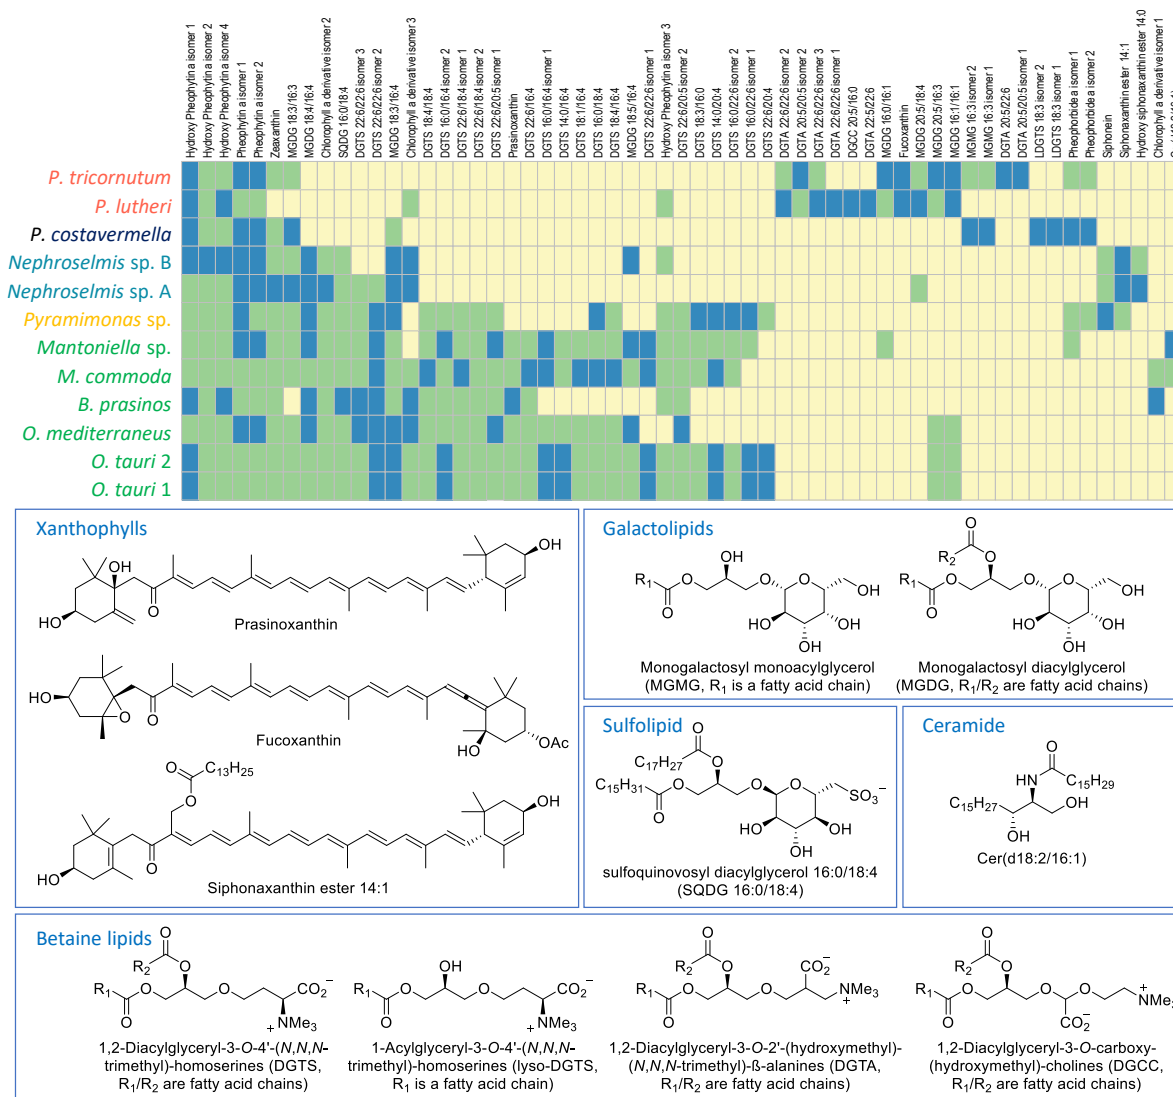 Hydroxy Pheophytin a isomer 1
Hydroxy Pheophytin a isomer 2
Hydroxy Pheophytin a isomer 4
Pheophytin a isomer 1
Pheophytin a isomer 2
Zeaxanthin
MGDG 18:3/16:3
MGDG 18:4/16:4
Chlorophyll a derivative isomer 2
SQDG 16:0/18:4
DGTS 22:6/22:6 isomer 3
DGTS 22:6/22:6 isomer 2
MGDG 18:3/16:4
Chlorophyll a derivative isomer 3
DGTS 18:4/18:4
DGTS 16:0/16:4 isomer 2
DGTS 22:6/18:4 isomer 1
DGTS 22:6/18:4 isomer 2
DGTS 22:6/20:5 isomer 1
Prasinoxanthin
DGTS 22:6/16:4
DGTS 16:0/16:4 isomer 1
DGTS 14:0/16:4
DGTS 18:1/16:4
DGTS 16:0/18:4
DGTS 18:4/16:4
MGDG 18:5/16:4
DGTS 22:6/22:6 isomer 1
Hydroxy Pheophytin a isomer 3
DGTS 22:6/20:5 isomer 2
DGTS 18:3/16:0
DGTS 14:0/20:4
DGTS 16:0/22:6 isomer 2
DGTS 16:0/22:6 isomer 1
DGTS 22:6/20:4
DGTA 22:6/22:6 isomer 2
DGTA 20:5/22:6 isomer 2
DGTA 22:6/22:6 isomer 3
DGTA 22:6/22:6 isomer 1
DGCC 20:5/16:0
DGTA 22:5/22:6
MGDG 16:0/16:1
Fucoxanthin
MGDG 20:5/18:4
MGDG 20:5/16:3
MGDG 16:1/16:1
MGMG 16:3 isomer 2
MGMG 16:3 isomer 1
DGTA 20:5/22:6
DGTA 20:5/20:5 isomer 1
LDGTS 18:3 isomer 2
LDGTS 18:3 isomer 1
Pheophorbide a isomer 1
Pheophorbide a isomer 2
Siphonein
Siphonaxanthin ester 14:1
Hydroxy siphonaxanthin ester 14:0
Chlorophyll a derivative isomer 1
P. tricornutum
P. lutheri
P. costavermella
Nephroselmis sp. B
Nephroselmis sp. A
Pyramimonas sp.
Mantoniella sp.
M. commoda
B. prasinos
O. mediterraneus
O. tauri 2
O. tauri 1
Xanthophylls
OH
HO
O
OH
Prasinoxanthin
HO
O
O
HO
OAc
Fucoxanthin
O
C13H25
O
HO
O
OH
Siphonaxanthin ester 14:1
Galactolipids
OH
R1
O
O
O
O
OH
HO
OH
OH
Monogalactosyl monoacylglycerol
(MGMG, R1 is a fatty acid chain)
O
R2
O
R1
O
O
O
O
OH
HO
OH
OH
Monogalactosyl diacylglycerol
(MGDG, R1/R2 are fatty acid chains)
Sulfolipid
O
C17H27
O
C15H31
O
O
O
O
SO3−
HO
OH
OH
sulfoquinovosyl diacylglycerol 16:0/18:4
(SQDG 16:0/18:4)
Ceramide
O
HN
C15H29
C15H27
OH
OH
Cer(d18:2/16:1)
Betaine lipids
O
R2
O
R1
O
O
O
CO2−
+
NMe3
1,2-Diacylglyceryl-3-O-4'-(N,N,N-
trimethyl)-homoserines (DGTS,
R1/R2 are fatty acid chains)
OH
R1
O
O
O
CO2−
+
NMe3
1-Acylglyceryl-3-O-4'-(N,N,N-
trimethyl)-homoserines (lyso-DGTS,
R1 is a fatty acid chain)
O
R2
O
R1
O
O
O
CO2−
+
NMe3
1,2-Diacylglyceryl-3-O-2'-(hydroxymethyl)-
(N,N,N-trimethyl)-ß-alanines (DGTA,
R1/R2 are fatty acid chains)
O
R2
O
R1
O
O
O
O
CO2−
+
NMe3
1,2-Diacylglyceryl-3-O-carboxy-
(hydroxymethyl)-cholines (DGCC,
R1/R2 are fatty acid chains)